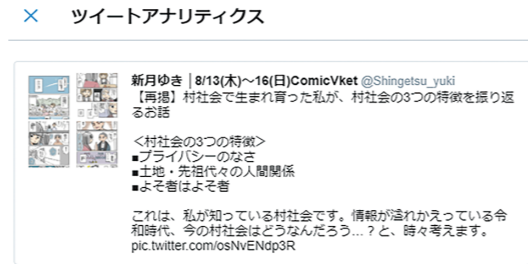 ツイートアナリティクス
新月ゆき│8/13(木)～16(日)ComicVket @Shingetsu_yuki
【再掲】村社会で生まれ育った私が、村社会の3つの特徴を振り返
るお話
＜村社会の3つの特徴＞
■プライバシーのなさ
■土地・先祖代々の人間関係
■よそ者はよそ者
これは、私が知っている村社会です。情報が溢れかえっている令
和時代、今の村社会はどうなんだろう…？と、時々考えます。
pic.twitter.com/osNvENdp3R